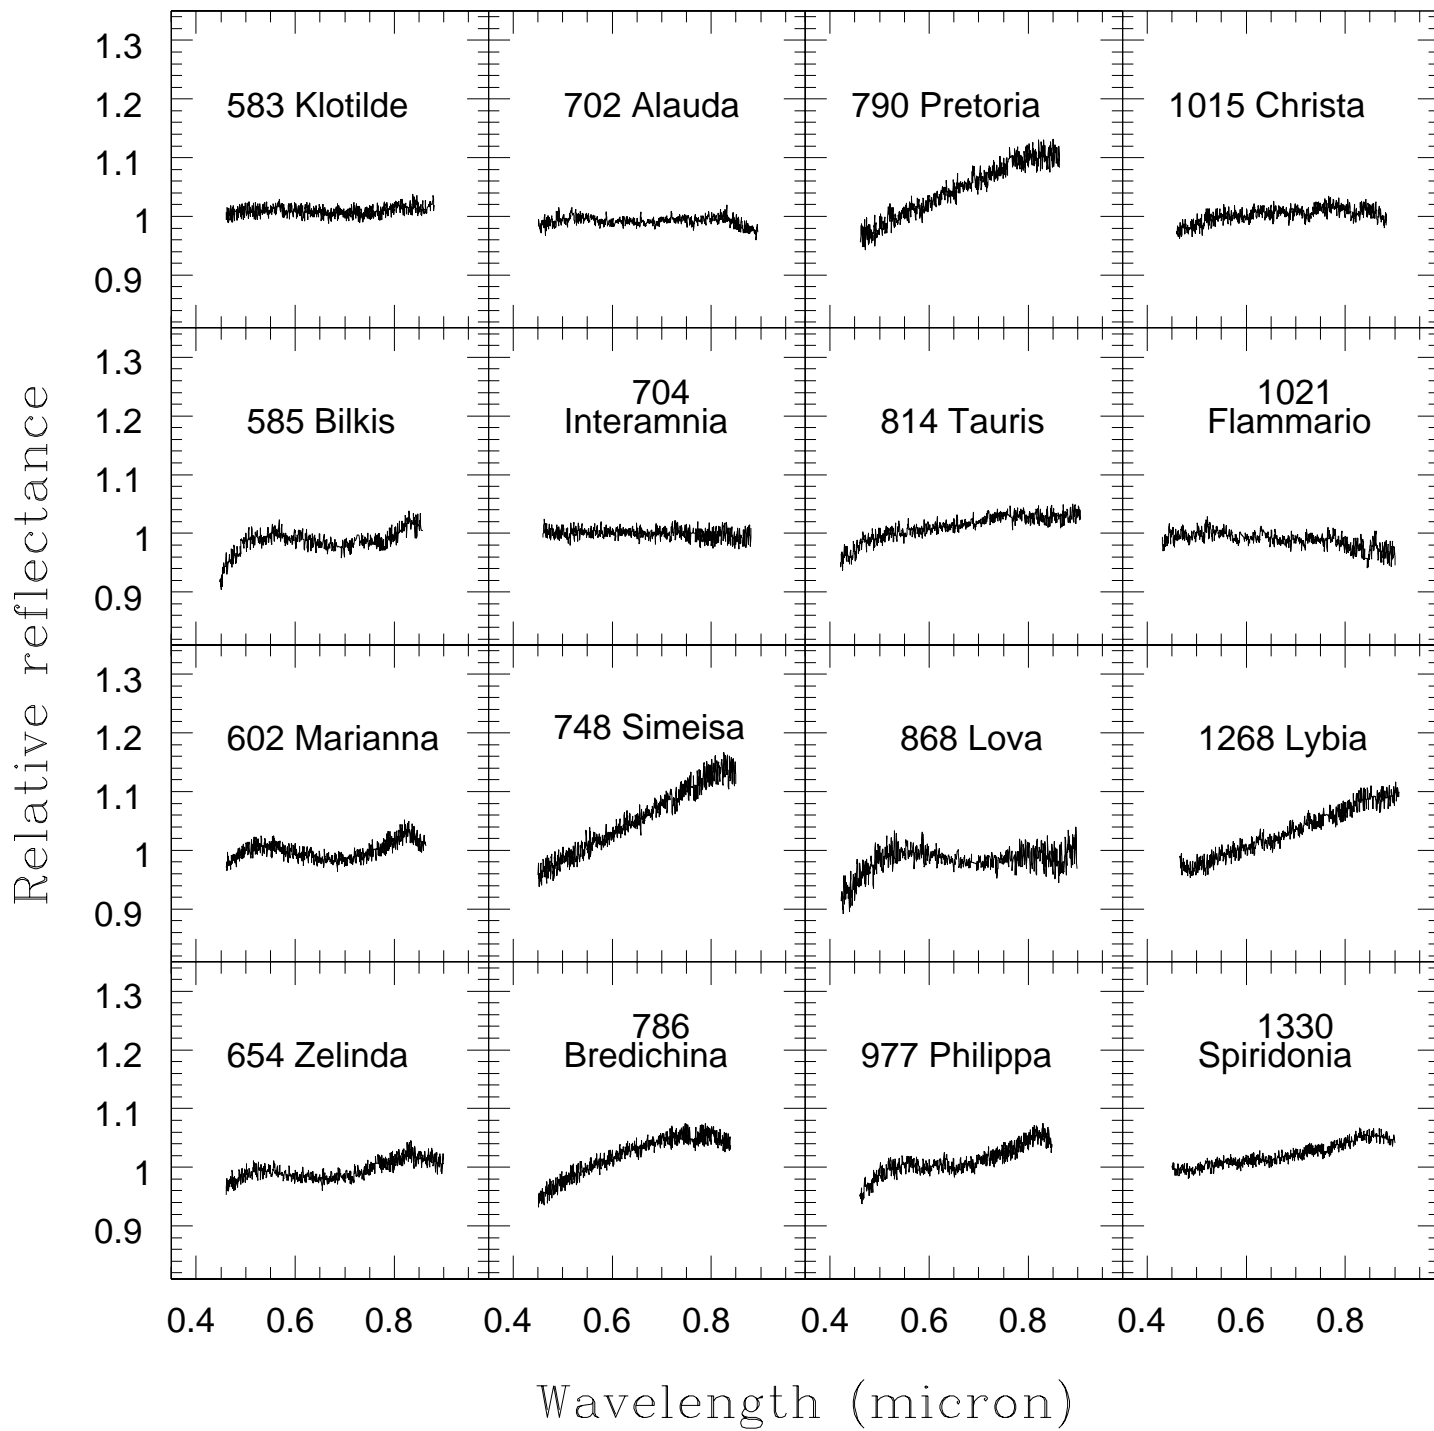 1.3
1.2
1.1
1
0.9
583 Klotilde
702 Alauda
790 Pretoria
1015 Christa
1.3
1.2
1.1
1
0.9
585 Bilkis
704
Interamnia
814 Tauris
1021
Flammario
1.3
1.2
1.1
1
0.9
602 Marianna
748 Simeisa
868 Lova
1268 Lybia
1.3
1.2
1.1
1
0.9
654 Zelinda
786
Bredichina
977 Philippa
1330
Spiridonia
0.4 0.6 0.8 0.4 0.6 0.8 0.4 0.6 0.8 0.4 0.6 0.8
Wavelength (micron)
Relative reflectance